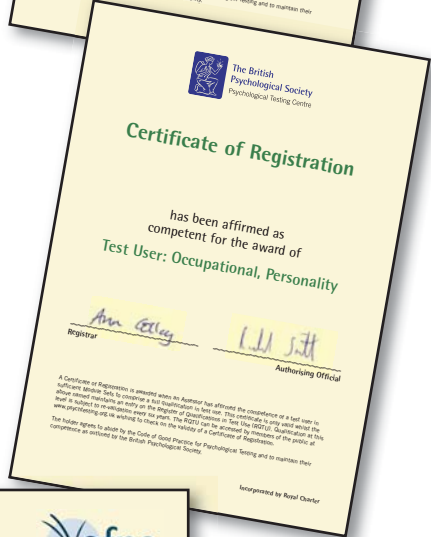 esting and to maintain their
The British
Psychological Society
Psychological Testing Centre
Certificate of Registration
has been affirmed as
competent for the award of
Test User: Occupational, Personality
Ann
Registrar
Authorising Official
A Certificate of Registration is awarded when an Assessor has affirmed the competence of a test user in
sufficient Module Sets to comprise a full qualification in test use. This certificate is only valid whilst the
above named maintains an entry on the Register of Qualifications in Test Use (RQTU). Qualification at this
level is subject to re-validation every six years. The RQTU can be accessed by members of the public at
www.psychtesting.org.uk wishing to check on the validity of a Certificate of Registration.
The holder agrees to abide by the Code of Good Practice for Psychological Testing and to maintain their
competence as outlined by the British Psychological Society.
Incorporated by Royal Charter